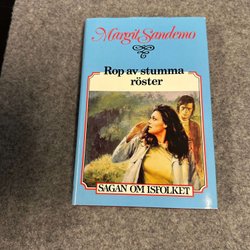 Margit Sandemo
Rop av stumma
röster
SAGAN OM ISFOLKET